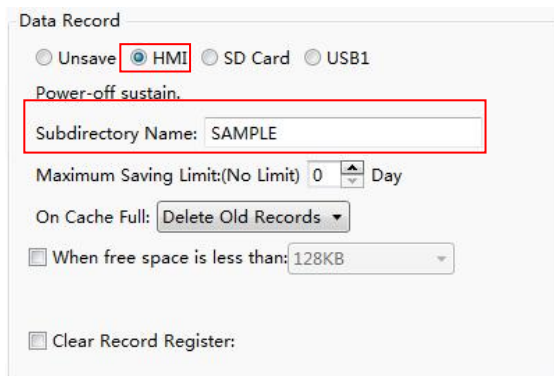 Data Record
Unsave HMI SD Card USB1
Power-off sustain.
Subdirectory Name: SAMPLE
Maximum Saving Limit:(No Limit) 0 Day
On Cache Full: Delete Old Records
When free space is less than: 128KB
Clear Record Register: